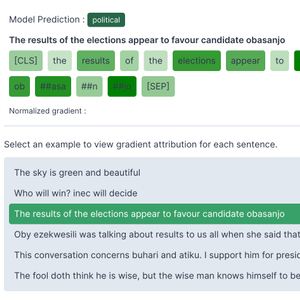 Model Prediction : political
The results of the elections appear to favour candidate obasanjo
[CLS] the results of the elections appear to
ob ##asa ##n [SEP]
Normalized gradient :
Select an example to view gradient attribution for each sentence.
The sky is green and beautiful
Who will win? inec will decide
The results of the elections appear to favour candidate obasanjo
Oby ezekwesili was talking about results to us all when she said that
This conversation concerns buhari and atiku. I support him for presid
The fool doth think he is wise, but the wise man knows himself to be